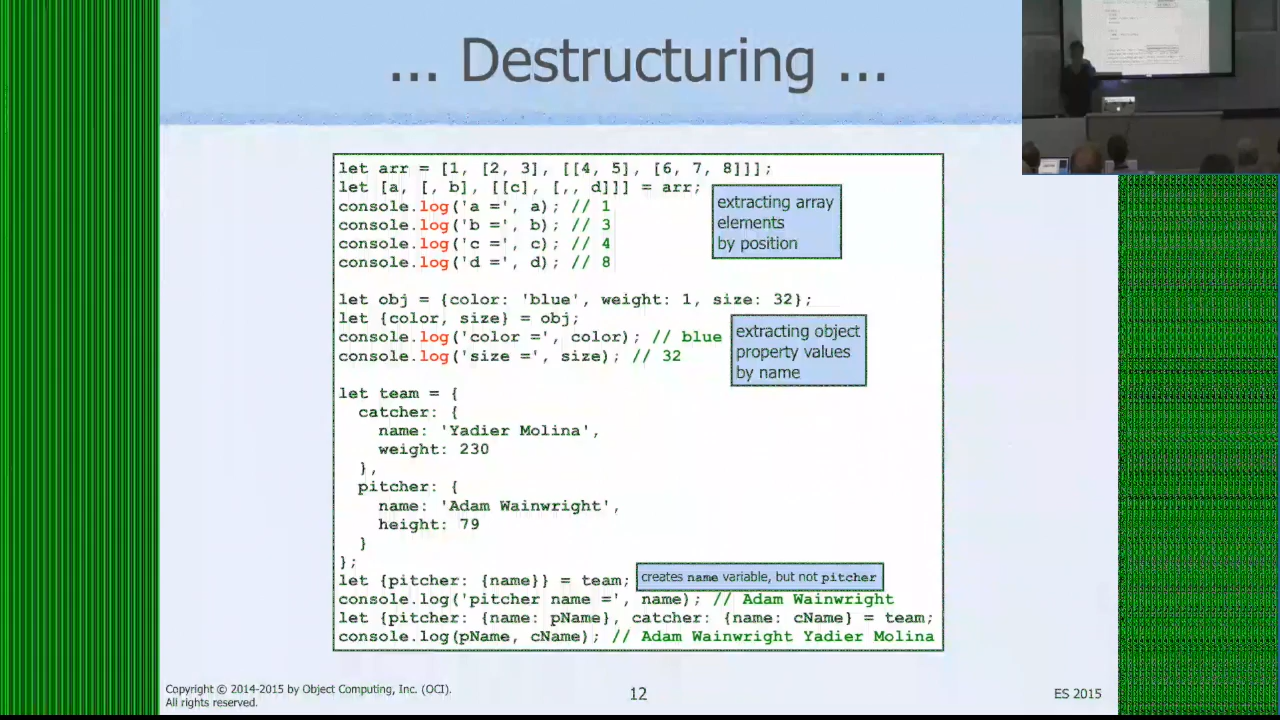 ... Destructuring ...
let arr = [1, [2, 3], [[4, 5], [6, 7, 8]]];
let [a, [, b], [[c], [,, d]]] = arr;
console.log('a =', a); // 1
console.log('b =', b); // 3
console.log('c =', c); // 4
console.log('d =', d); // 8
extracting array
elements
by position
let obj = {color: 'blue', weight: 1, size: 32};
let {color, size} = obj;
console.log('color =', color); // blue
console.log('size =', size); // 32
extracting object
property values
by name
let team = {
catcher: {
name: 'Yadier Molina',
weight: 230
},
pitcher: {
name: 'Adam Wainwright',
height: 79
}
};
let {pitcher: {name}} = team;
creates name variable, but not pitcher
console.log('pitcher name =', name); // Adam Wainwright
let {pitcher: {name: pName}, catcher: {name: cName} = team;
console.log(pName, cName); // Adam Wainwright Yadier Molina
Copyright © 2014-2015 by Object Computing, Inc. (OCI).
All rights reserved.
12
ES 2015